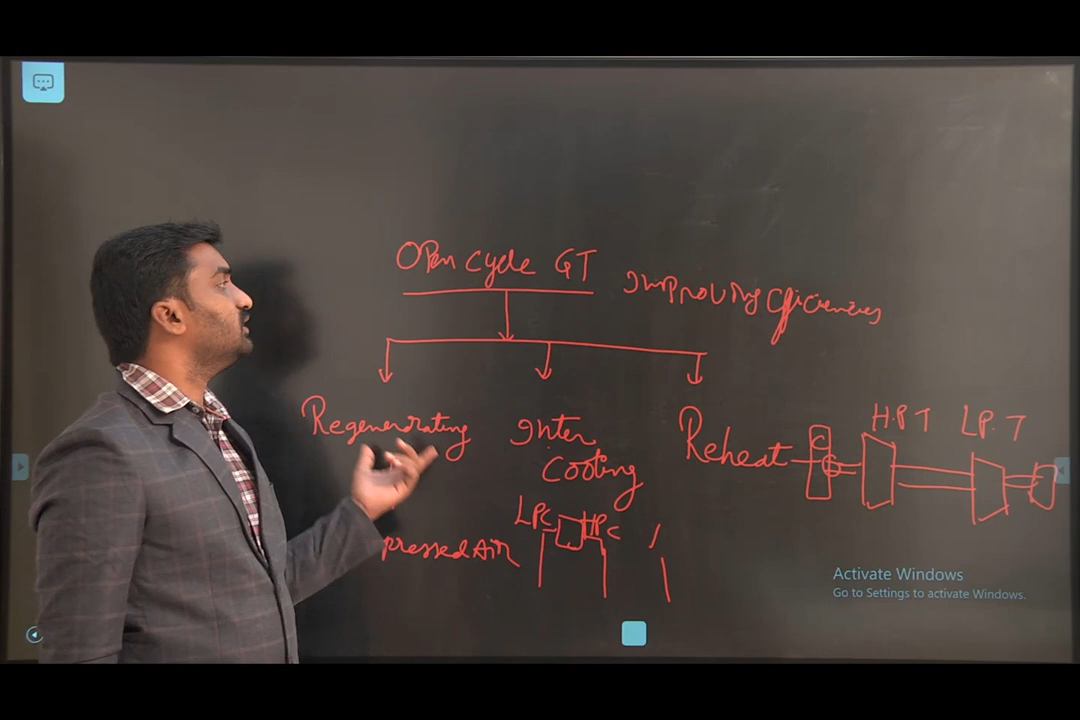 Open cycle GT
Improving Efficiencies
Regenerating
Inter
Cooling
Reheat
C
H.P T
L.P. T
LPC
HPC
pressed Air
Activate Windows
Go to Settings to activate Windows.